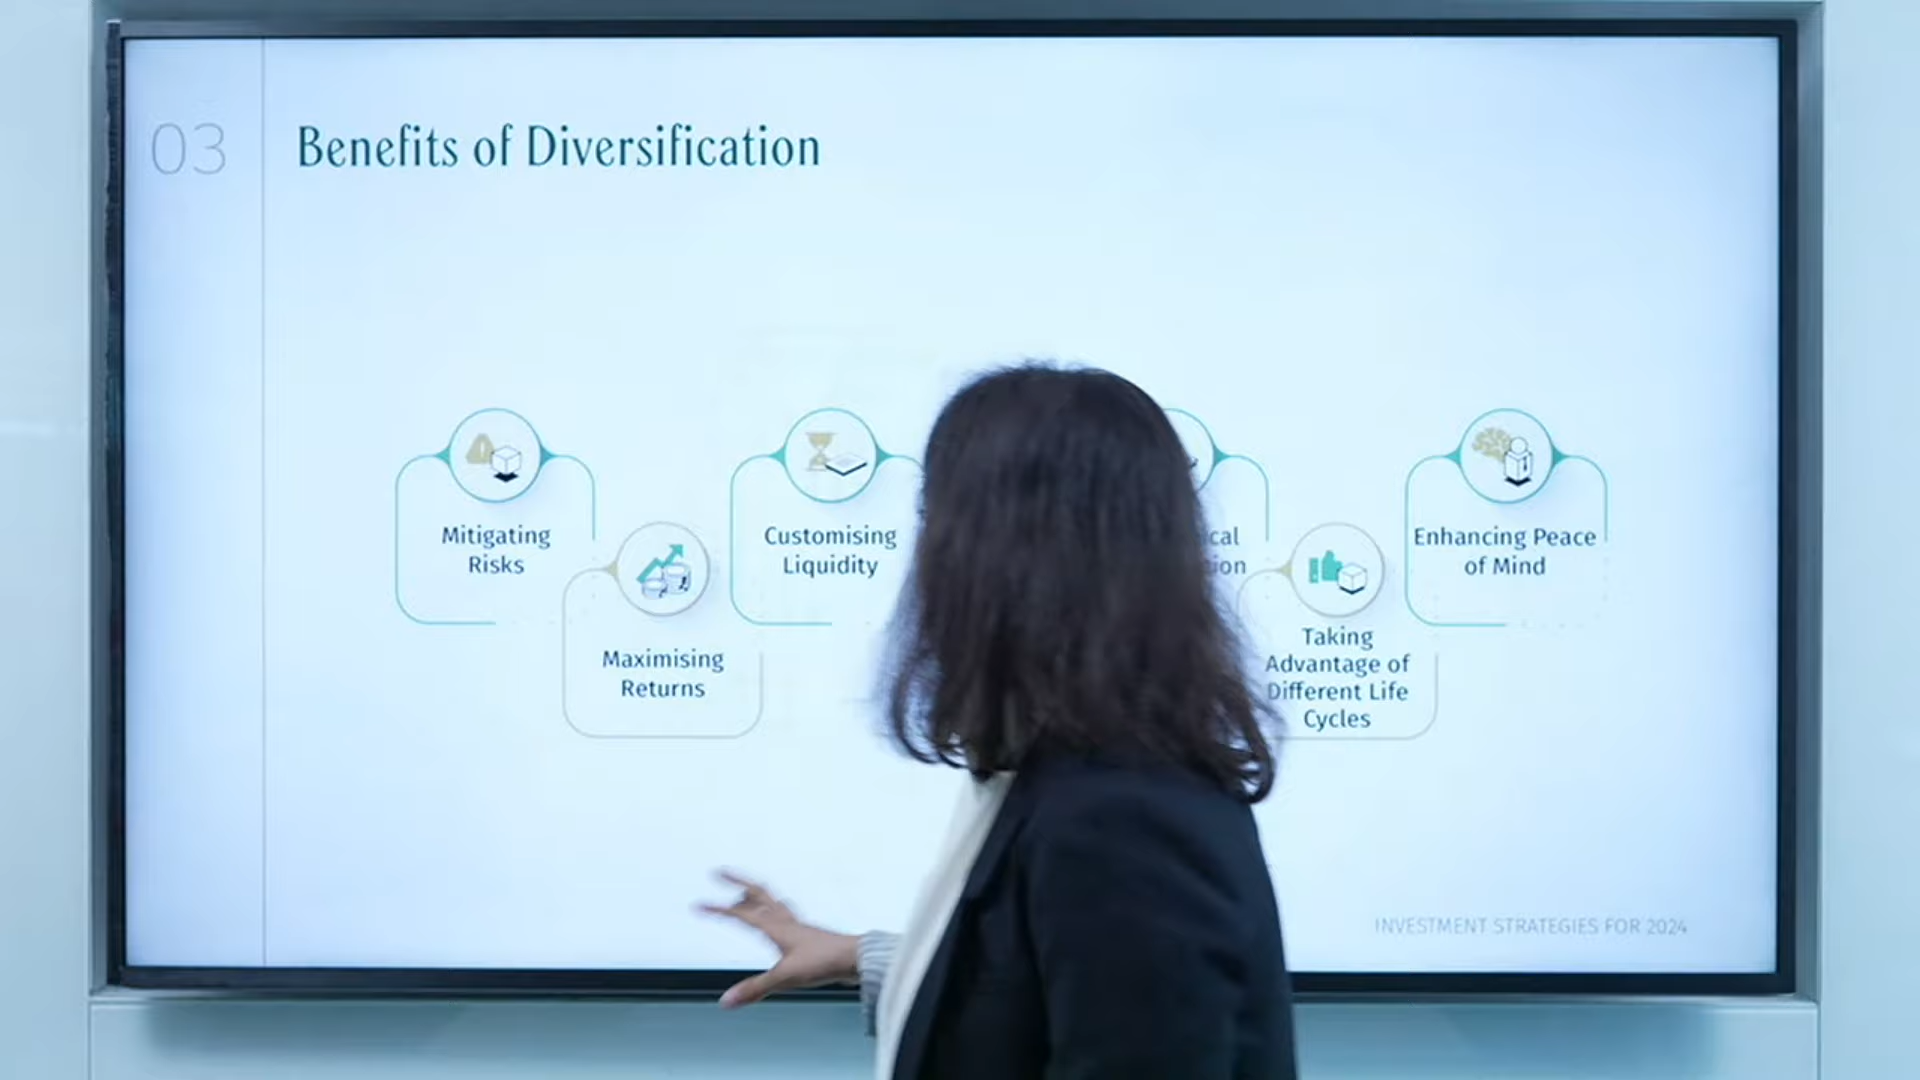 03
Benefits of Diversification
Mitigating
Risks
Maximising
Returns
Customising
Liquidity
Taking
Advantage of
Different Life
Cycles
Enhancing Peace
of Mind
INVESTMENT STRATEGIES FOR 2024